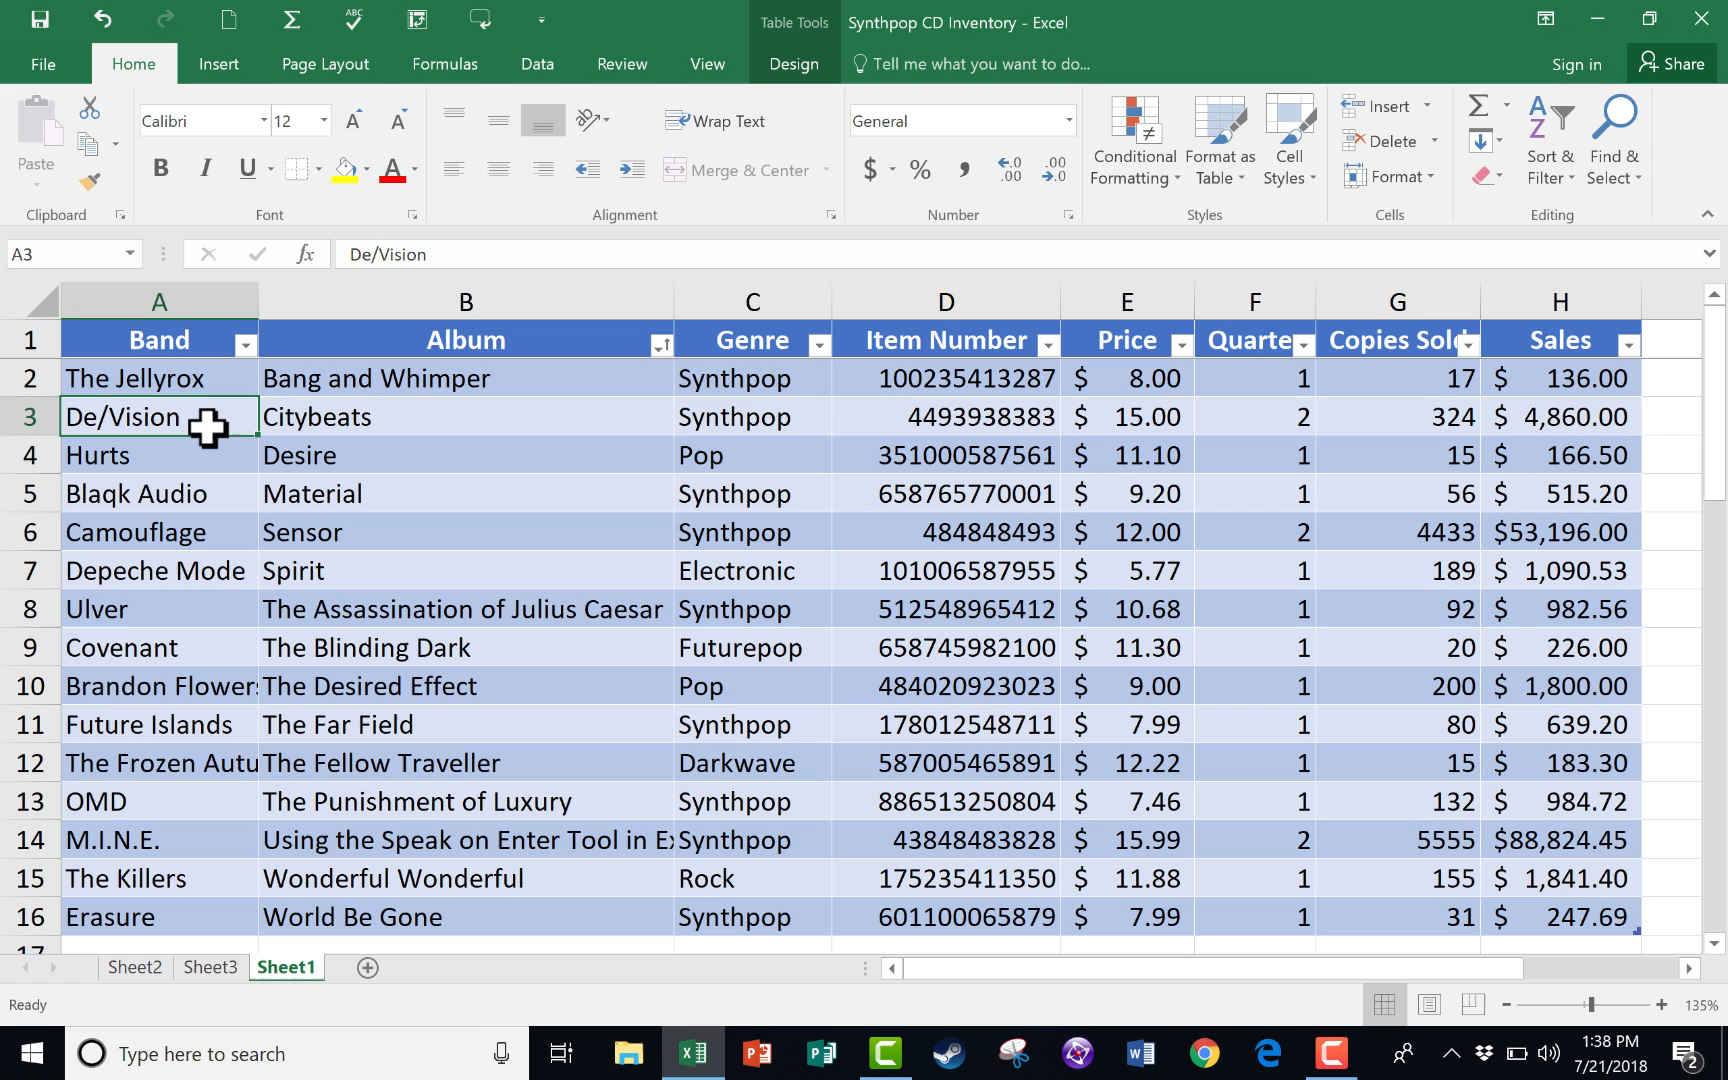 ABC
Table Tools
Synthpop CD Inventory - Excel
File Home Insert Page Layout Formulas Data Review View Design Tell me what you want to do... Sign in Share
Paste
Calibri 12
B I U A
Wrap Text
Merge & Center
General
$ % , .0 .00 .00 .0
Conditional Formatting
Format as Table
Cell Styles
Insert
Delete
Format
Sort & Filter
Find & Select
Clipboard Font Alignment Number Styles Cells Editing
A3 fx De/Vision
A B C D E F G H
1 Band Album Genre Item Number Price Quarte Copies Sol Sales
2 The Jellyrox Bang and Whimper Synthpop 100235413287 $ 8.00 1 17 $ 136.00
3 De/Vision Citybeats Synthpop 4493938383 $ 15.00 2 324 $ 4,860.00
4 Hurts Desire Pop 351000587561 $ 11.10 1 15 $ 166.50
5 Blaqk Audio Material Synthpop 658765770001 $ 9.20 1 56 $ 515.20
6 Camouflage Sensor Synthpop 484848493 $ 12.00 2 4433 $53,196.00
7 Depeche Mode Spirit Electronic 101006587955 $ 5.77 1 189 $ 1,090.53
8 Ulver The Assassination of Julius Caesar Synthpop 512548965412 $ 10.68 1 92 $ 982.56
9 Covenant The Blinding Dark Futurepop 658745982100 $ 11.30 1 20 $ 226.00
10 Brandon Flowers The Desired Effect Pop 484020923023 $ 9.00 1 200 $ 1,800.00
11 Future Islands The Far Field Synthpop 178012548711 $ 7.99 1 80 $ 639.20
12 The Frozen Autu The Fellow Traveller Darkwave 587005465891 $ 12.22 1 15 $ 183.30
13 OMD The Punishment of Luxury Synthpop 886513250804 $ 7.46 1 132 $ 984.72
14 M.I.N.E. Using the Speak on Enter Tool in Ex Synthpop 43848483828 $ 15.99 2 5555 $88,824.45
15 The Killers Wonderful Wonderful Rock 175235411350 $ 11.88 1 155 $ 1,841.40
16 Erasure World Be Gone Synthpop 601100065879 $ 7.99 1 31 $ 247.69
17
Sheet2 Sheet3 Sheet1
Ready 135%
Type here to search
1:38 PM
7/21/2018
2